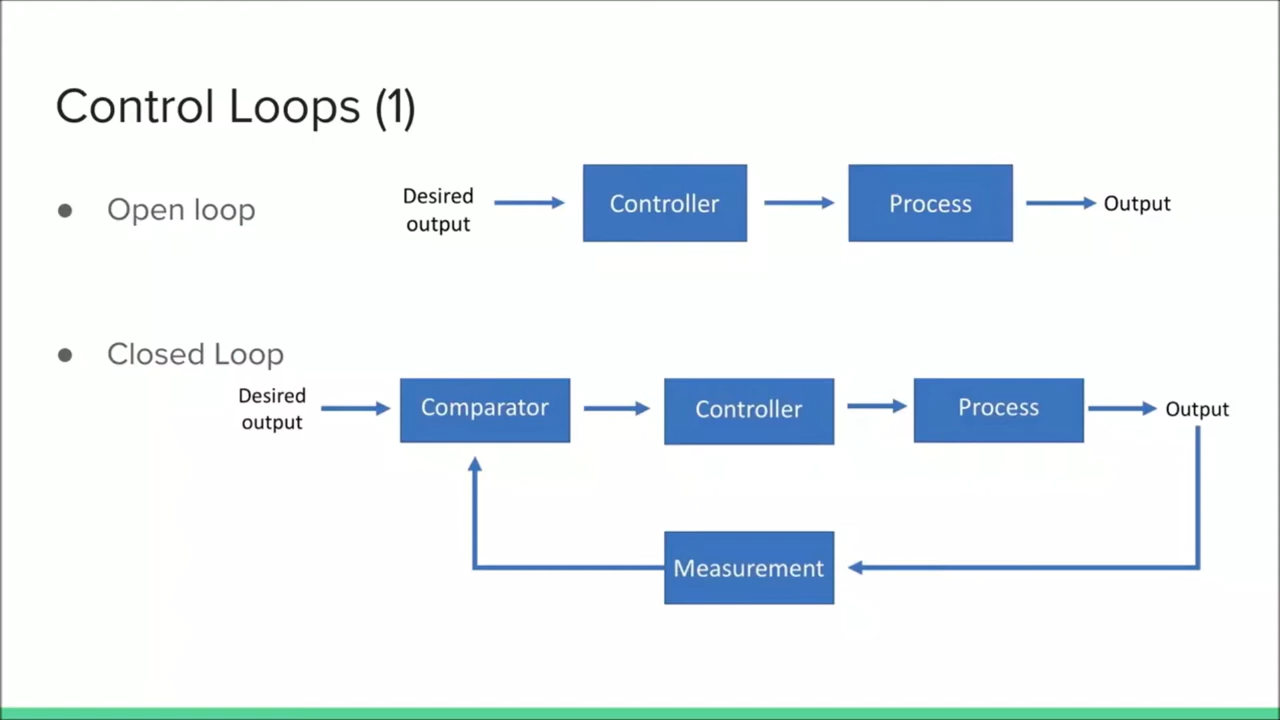 Control Loops (1)
● Open loop
Desired
output
Controller
Process
Output
● Closed Loop
Desired
output
Comparator
Controller
Process
Output
Measurement